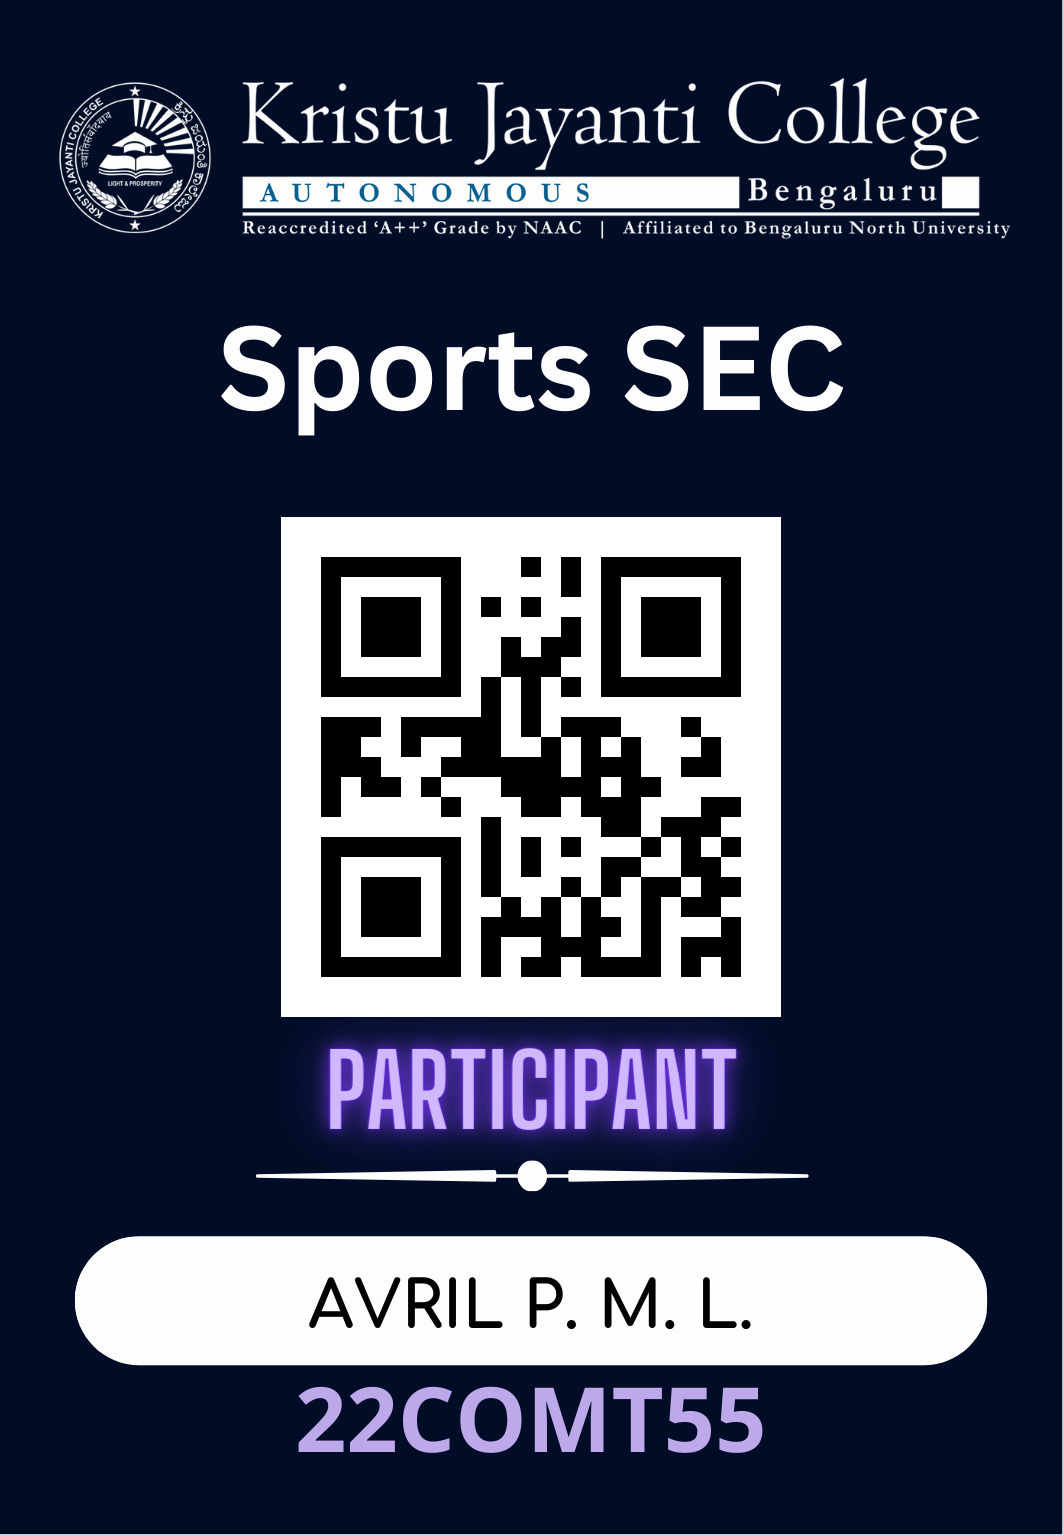 KRISTU JAYANTI COLLEGE
ज्योतिसंवादयाय
LIGHT & PROSPERITY
Kristu Jayanti College
AUTONOMOUS Bengaluru
Reaccredited ‘A++’ Grade by NAAC | Affiliated to Bengaluru North University
Sports SEC
PARTICIPANT
AVRIL P. M. L.
22COMT55